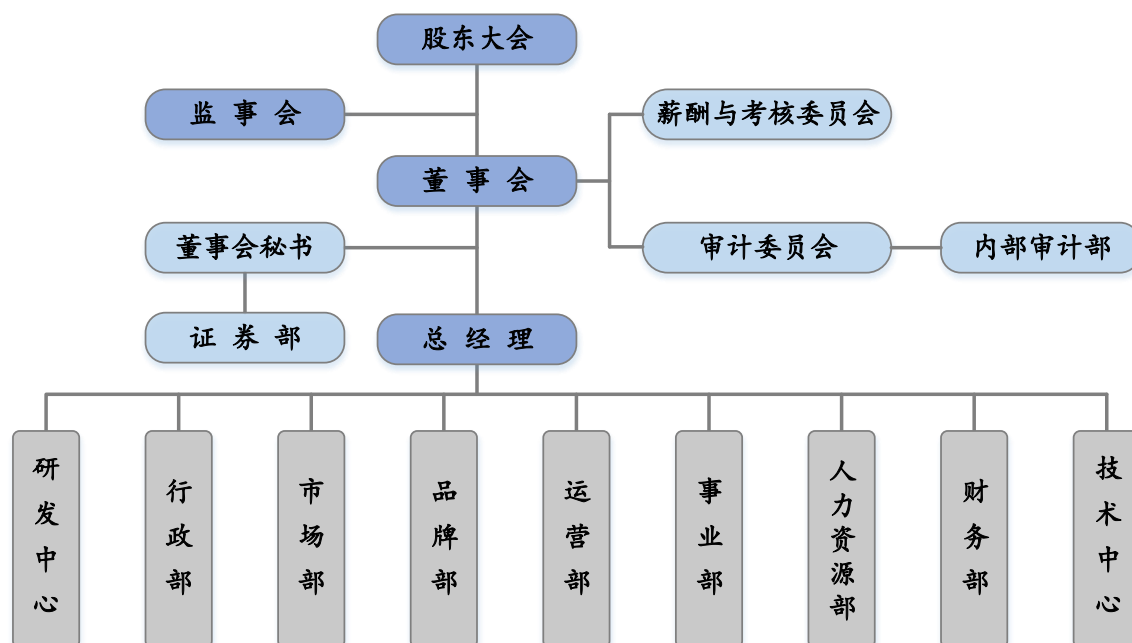 股东大会
监事会
薪酬与考核委员会
董事会
董事会秘书
审计委员会
内部审计部
证券部
总经理
研发中心
行政部
市场部
品牌部
运营部
事业部
人力资源部
财务部
技术中心